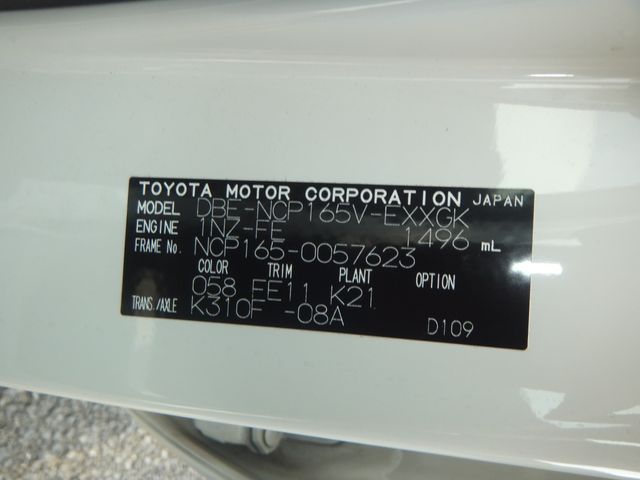 TOYOTA MOTOR CORPORATION JAPAN
MODEL DBE-NCP165V-EXXGK
ENGINE 1NZ-FE 1496 mL
FRAME No. NCP165-0057623
COLOR TRIM PLANT OPTION
058 FE11 K21
TRANS./AXLE K310F -08A
D109